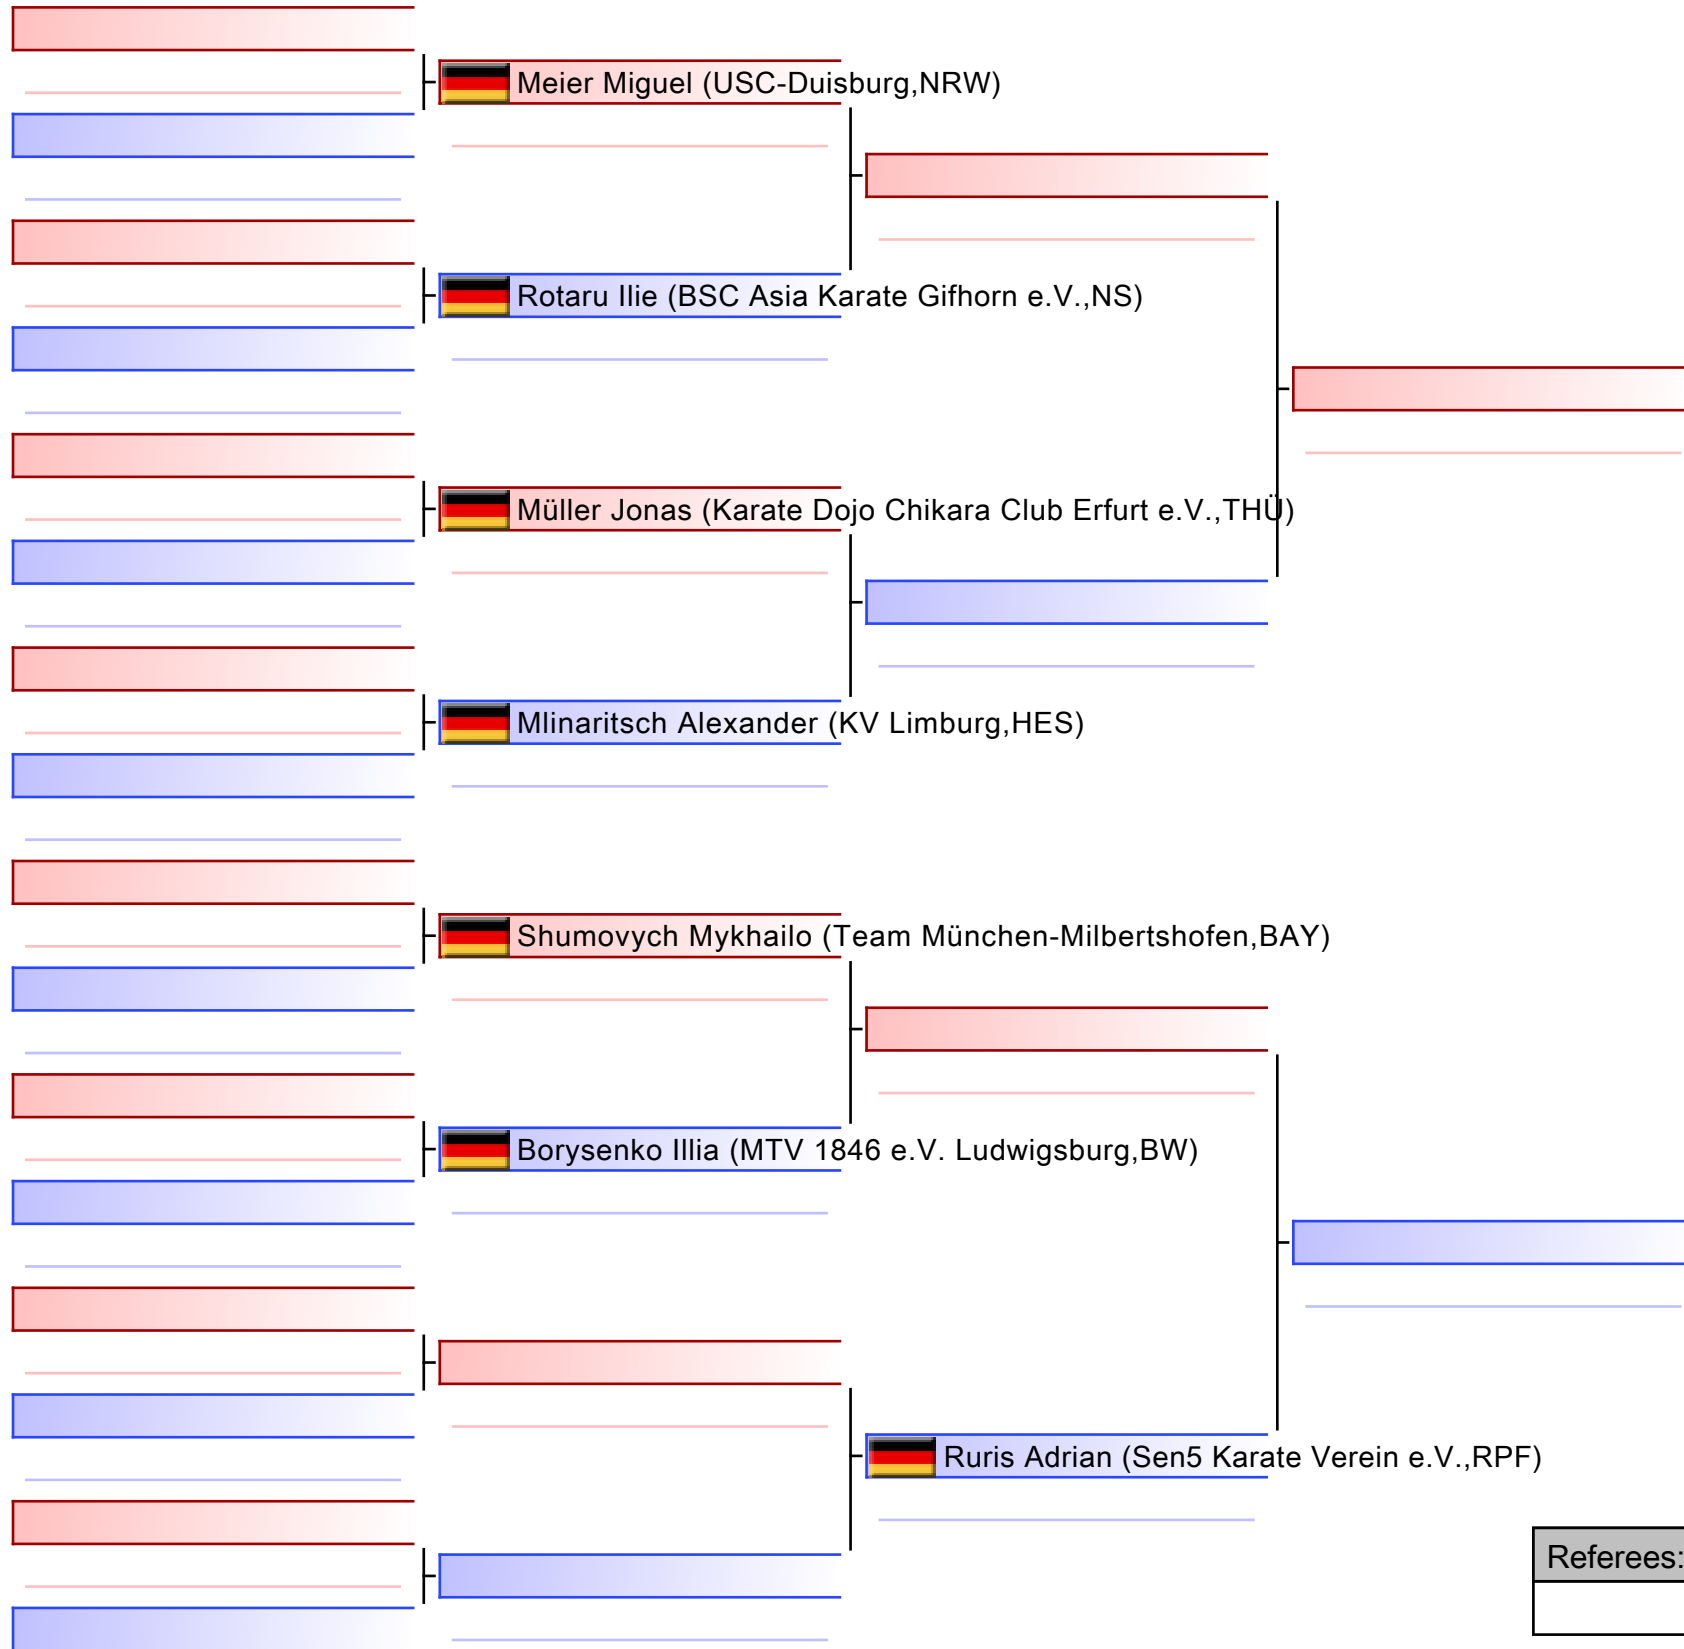 Meier Miguel (USC-Duisburg,NRW)
Rotaru Ilie (BSC Asia Karate Gifhorn e.V.,NS)
Müller Jonas (Karate Dojo Chikara Club Erfurt e.V.,THÜ)
Mlinaritsch Alexander (KV Limburg,HES)
Shumovych Mykhailo (Team München-Milbertshofen,BAY)
Borysenko Illia (MTV 1846 e.V. Ludwigsburg,BW)
Ruris Adrian (Sen5 Karate Verein e.V.,RPF)
Referees: